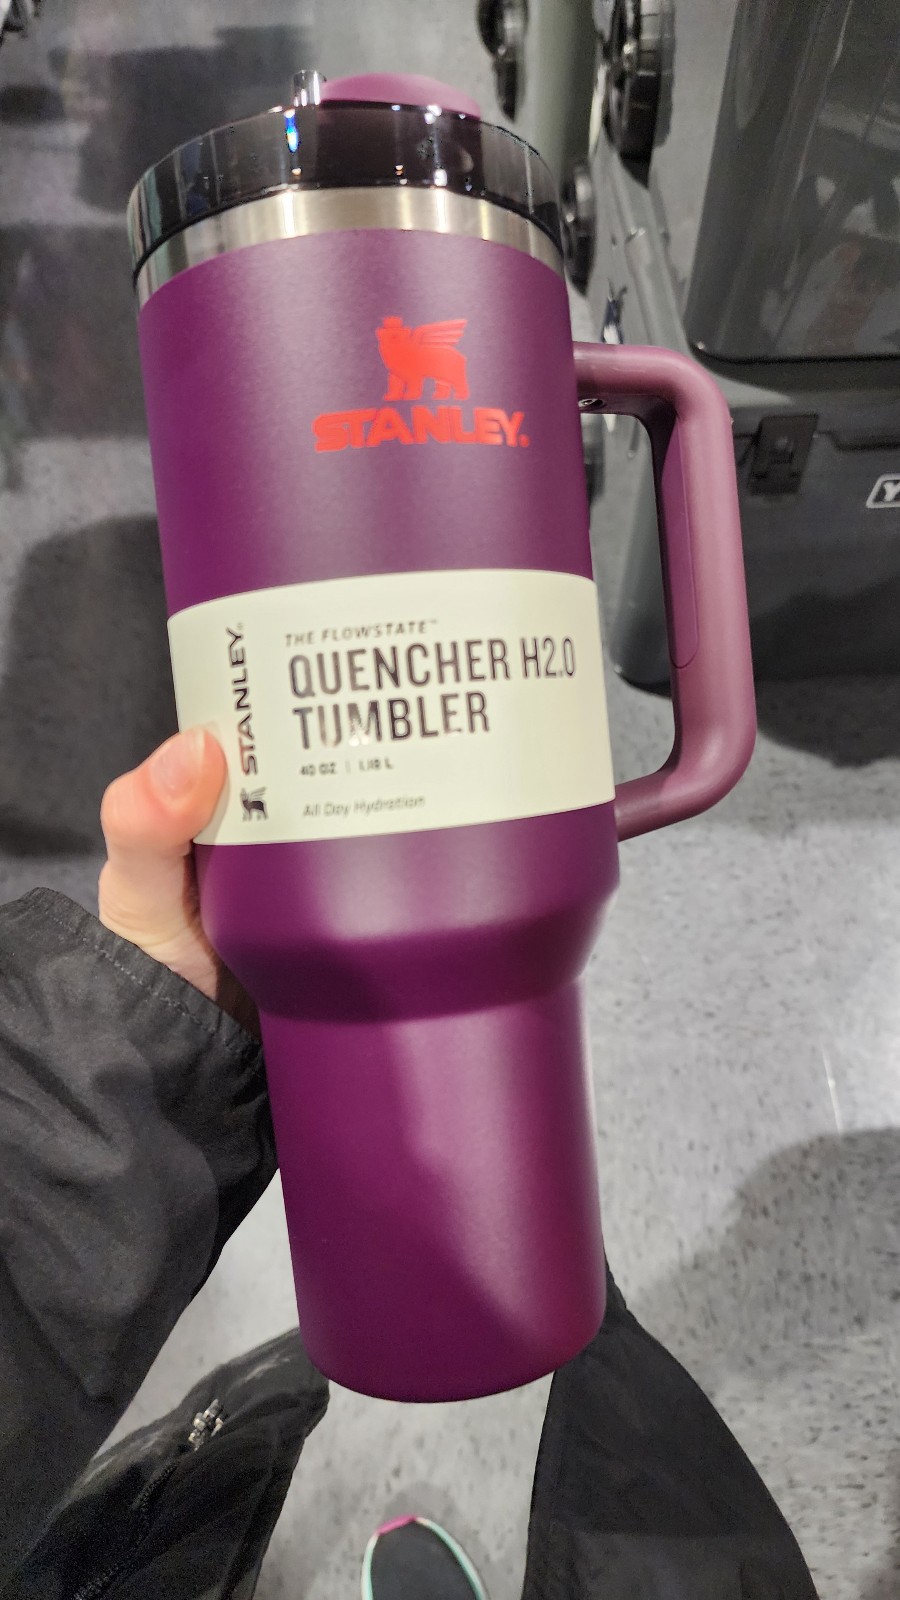 STANLEY®
STANLEY®
THE FLOWSTATE™
QUENCHER H2.0
TUMBLER
40 OZ | 1.18 L
All Day Hydration